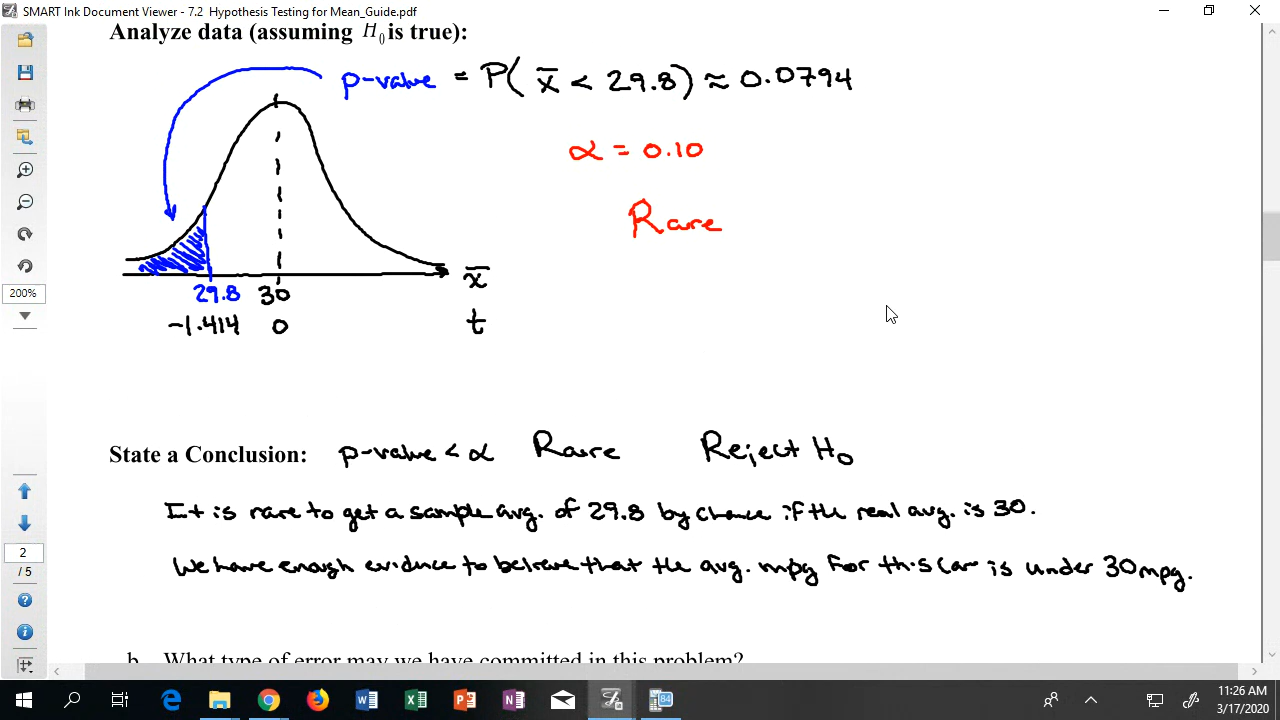 SMART Ink Document Viewer - 7.2 Hypothesis Testing for Mean_Guide.pdf
Analyze data (assuming H₀ is true):
p-value = P( x̄ < 29.8) ≈ 0.0794
α = 0.10
Rare
29.8 30 x̄
-1.414 0 t
200%
State a Conclusion: p-value < α Rare Reject H₀
It is rare to get a sample avg. of 29.8 by chance if the real avg. is 30.
We have enough evidence to believe that the avg. mpg for this car is under 30mpg.
2
/ 5
b. What type of error may we have committed in this problem?
11:26 AM
3/17/2020